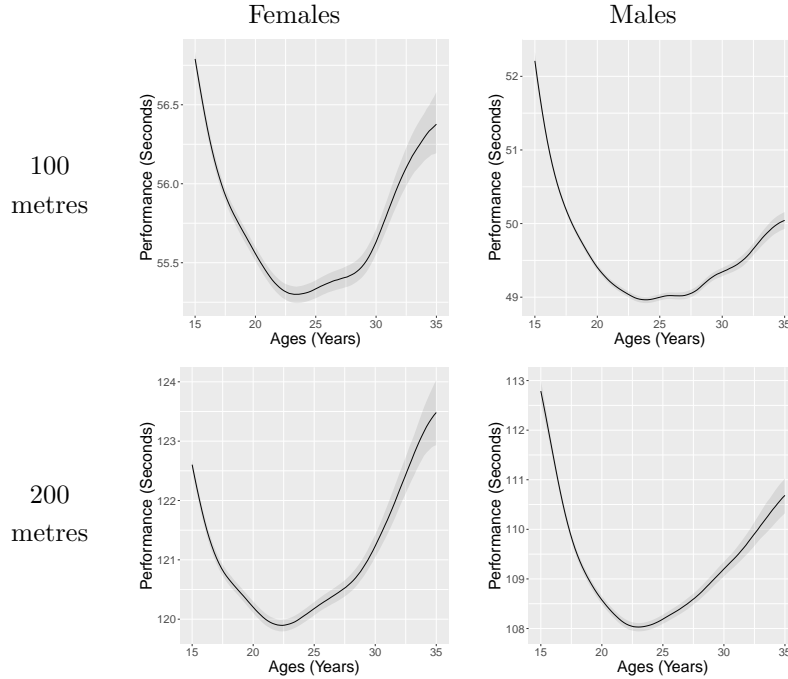 Females
Males
100
metres
Performance (Seconds)
56.5
56.0
55.5
15 20 25 30 35
Ages (Years)
Performance (Seconds)
52
51
50
49
15 20 25 30 35
Ages (Years)
200
metres
Performance (Seconds)
124
123
122
121
120
15 20 25 30 35
Ages (Years)
Performance (Seconds)
113
112
111
110
109
108
15 20 25 30 35
Ages (Years)